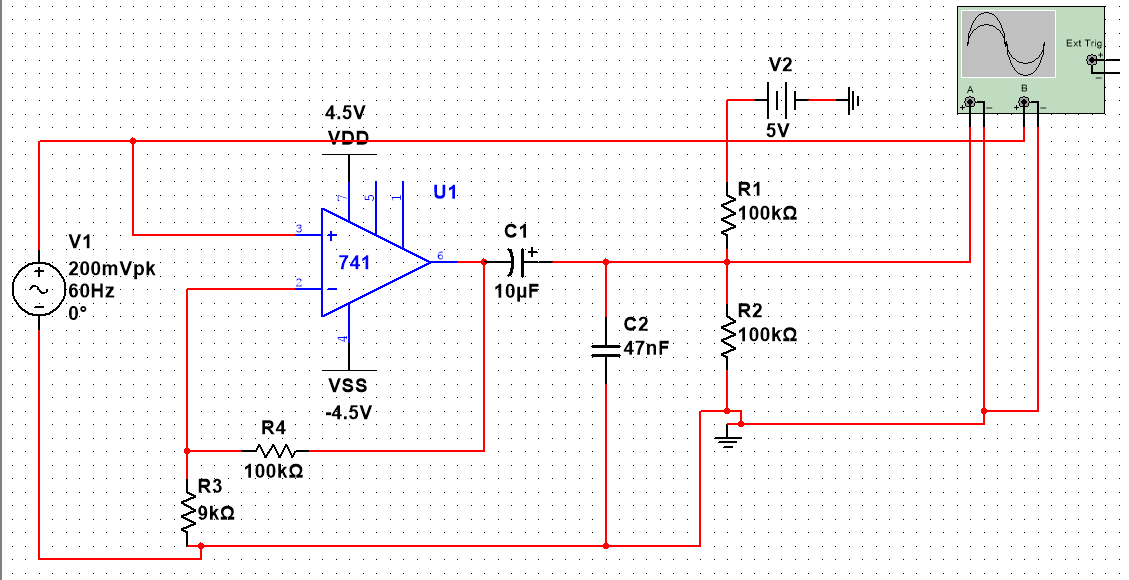 Ext Trig
+
−
A
B
+
−
+
−
V2
5V
4.5V
VDD
7
5
1
U1
3
+
741
6
2
−
4
VSS
-4.5V
V1
+
−
200mVpk
60Hz
0°
C1
+
10µF
R1
100kΩ
R2
100kΩ
C2
47nF
R4
100kΩ
R3
9kΩ